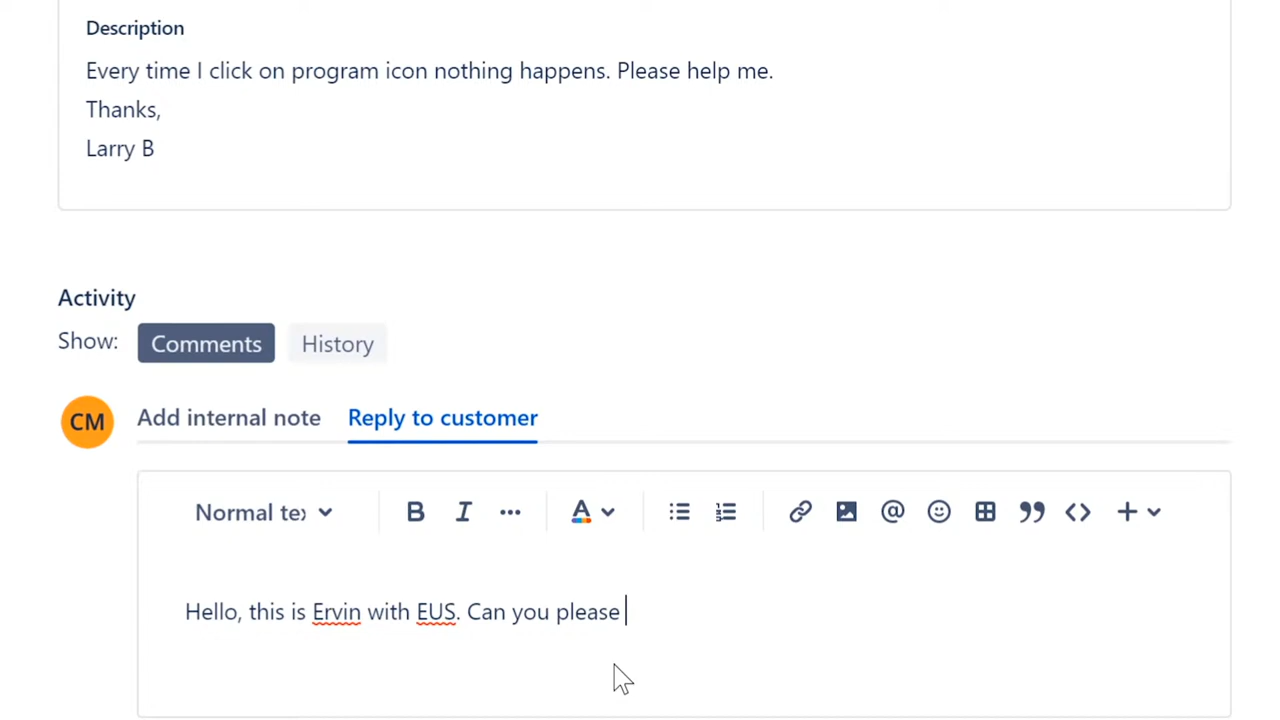 Description
Every time I click on program icon nothing happens. Please help me.
Thanks,
Larry B
Activity
Show: Comments History
CM Add internal note Reply to customer
Normal te
Hello, this is Ervin with EUS. Can you please